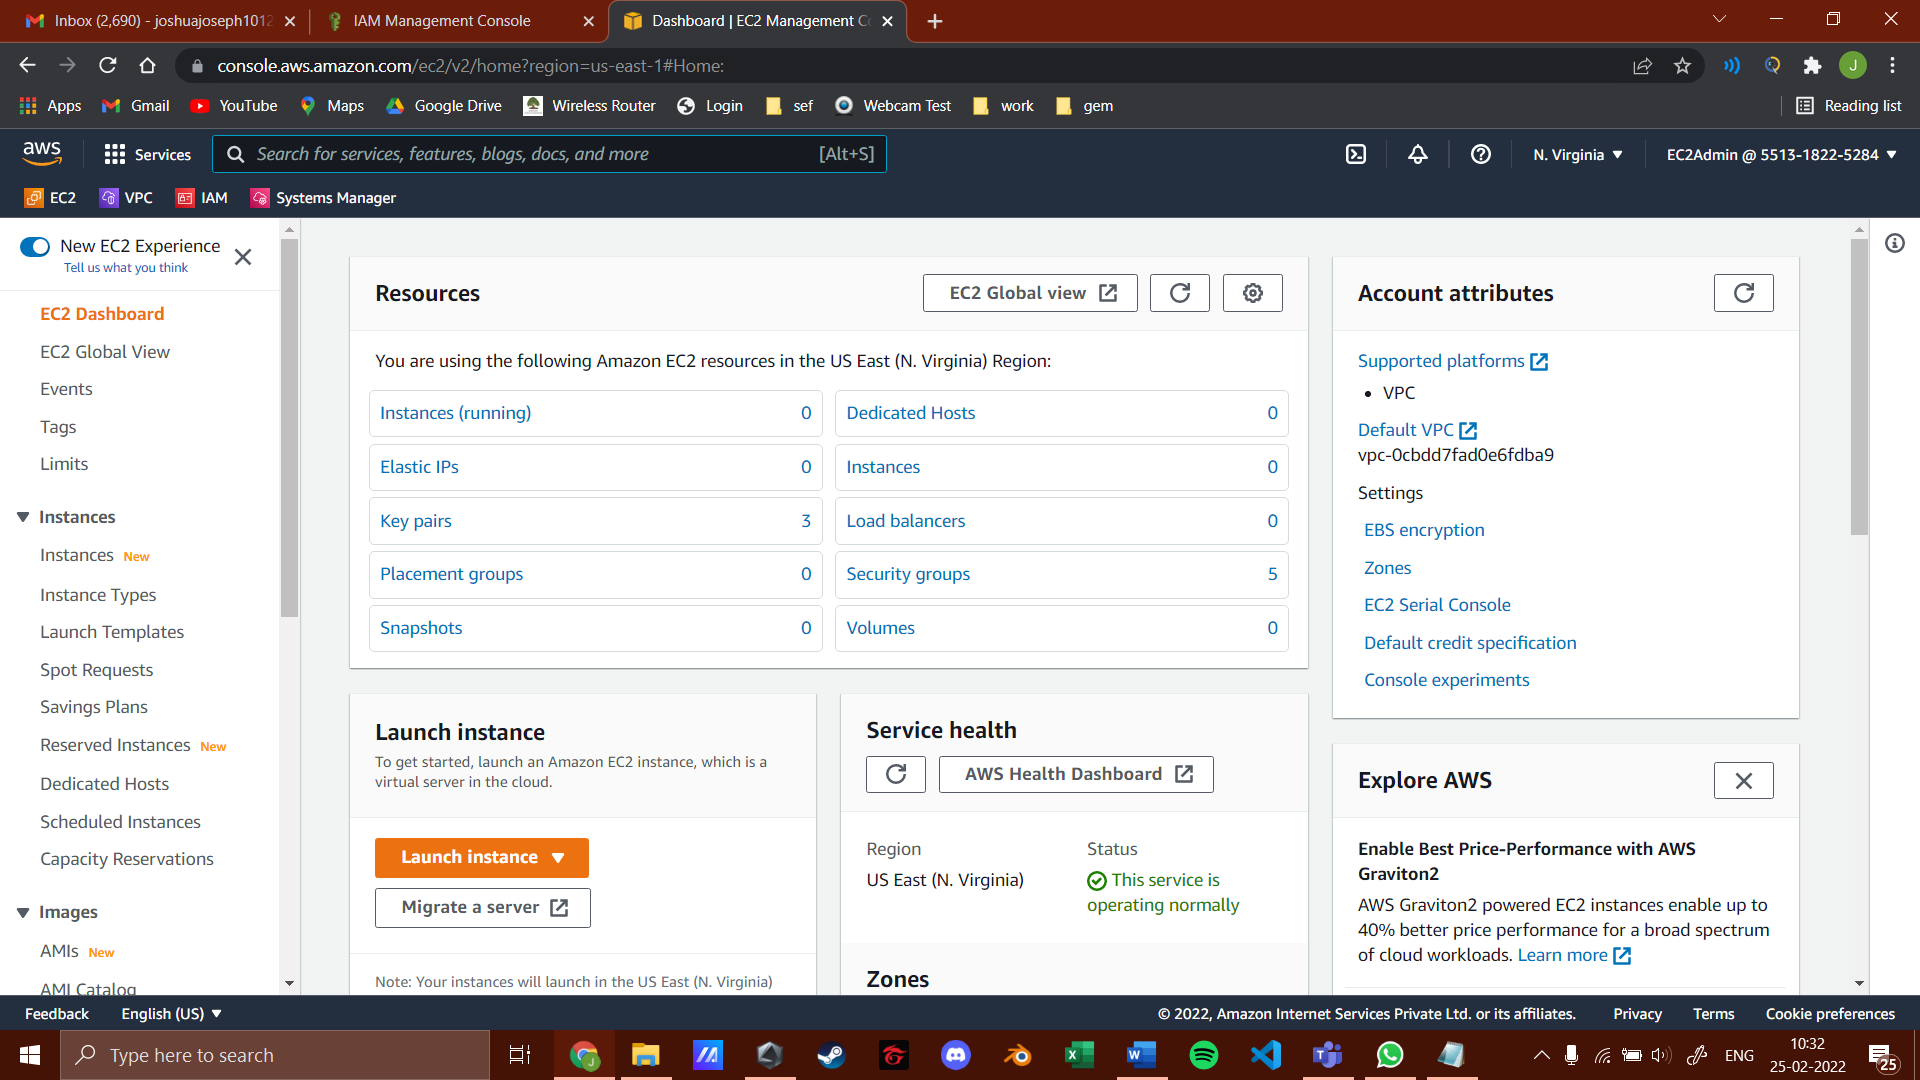 Inbox (2,690) - joshuajoseph1012
IAM Management Console
Dashboard | EC2 Management Co
console.aws.amazon.com/ec2/v2/home?region=us-east-1#Home:
J
Apps
Gmail
YouTube
Maps
Google Drive
Wireless Router
Login
sef
Webcam Test
work
gem
Reading list
aws
Services
Search for services, features, blogs, docs, and more
[Alt+S]
N. Virginia
EC2Admin @ 5513-1822-5284
EC2
VPC
IAM
Systems Manager
New EC2 Experience
Tell us what you think
EC2 Dashboard
EC2 Global View
Events
Tags
Limits
Instances
Instances New
Instance Types
Launch Templates
Spot Requests
Savings Plans
Reserved Instances New
Dedicated Hosts
Scheduled Instances
Capacity Reservations
Images
AMIs New
AMI Catalog
Resources
EC2 Global view
You are using the following Amazon EC2 resources in the US East (N. Virginia) Region:
Instances (running) 0
Dedicated Hosts 0
Elastic IPs 0
Instances 0
Key pairs 3
Load balancers 0
Placement groups 0
Security groups 5
Snapshots 0
Volumes 0
Launch instance
To get started, launch an Amazon EC2 instance, which is a
virtual server in the cloud.
Launch instance
Migrate a server
Note: Your instances will launch in the US East (N. Virginia)
Service health
AWS Health Dashboard
Region
US East (N. Virginia)
Status
This service is
operating normally
Zones
Account attributes
Supported platforms
• VPC
Default VPC
vpc-0cbdd7fad0e6fdba9
Settings
EBS encryption
Zones
EC2 Serial Console
Default credit specification
Console experiments
Explore AWS
Enable Best Price-Performance with AWS
Graviton2
AWS Graviton2 powered EC2 instances enable up to
40% better price performance for a broad spectrum
of cloud workloads. Learn more
Feedback
English (US)
© 2022, Amazon Internet Services Private Ltd. or its affiliates.
Privacy
Terms
Cookie preferences
Type here to search
ENG
10:32
25-02-2022
25